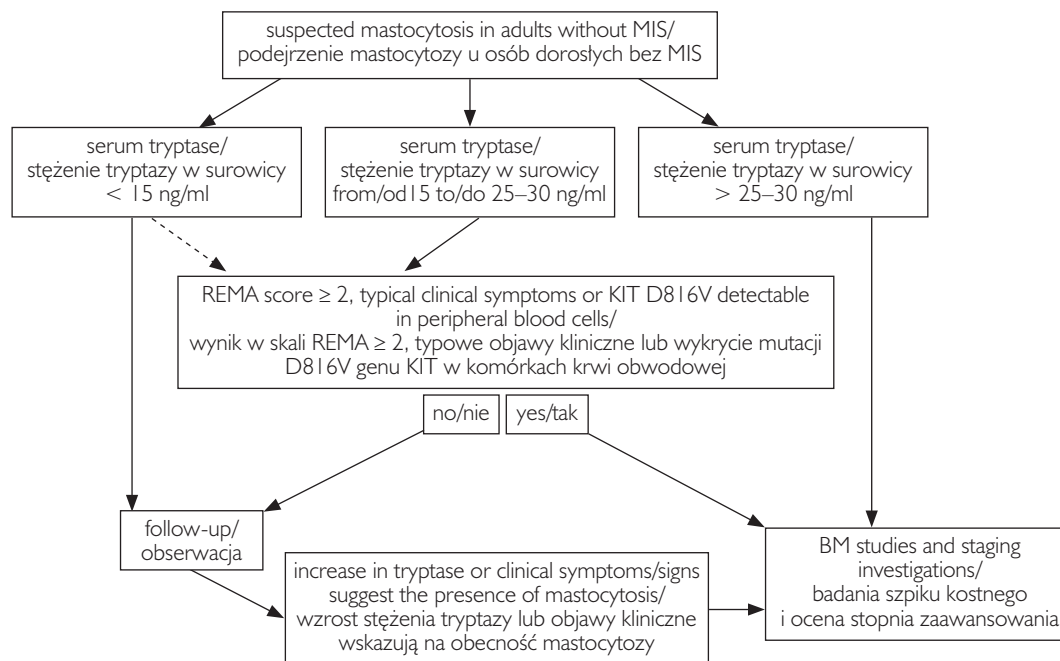 suspected mastocytosis in adults without MIS/
podejrzenie mastocytozy u osób dorosłych bez MIS
serum tryptase/
stężenie tryptazy w surowicy
< 15 ng/ml
serum tryptase/
stężenie tryptazy w surowicy
from/od15 to/do 25–30 ng/ml
serum tryptase/
stężenie tryptazy w surowicy
> 25–30 ng/ml
REMA score ≥ 2, typical clinical symptoms or KIT D816V detectable
in peripheral blood cells/
wynik w skali REMA ≥ 2, typowe objawy kliniczne lub wykrycie mutacji
D816V genu KIT w komórkach krwi obwodowej
no/nie
yes/tak
follow-up/
obserwacja
increase in tryptase or clinical symptoms/signs
suggest the presence of mastocytosis/
wzrost stężenia tryptazy lub objawy kliniczne
wskazują na obecność mastocytozy
BM studies and staging
investigations/
badania szpiku kostnego
i ocena stopnia zaawansowania